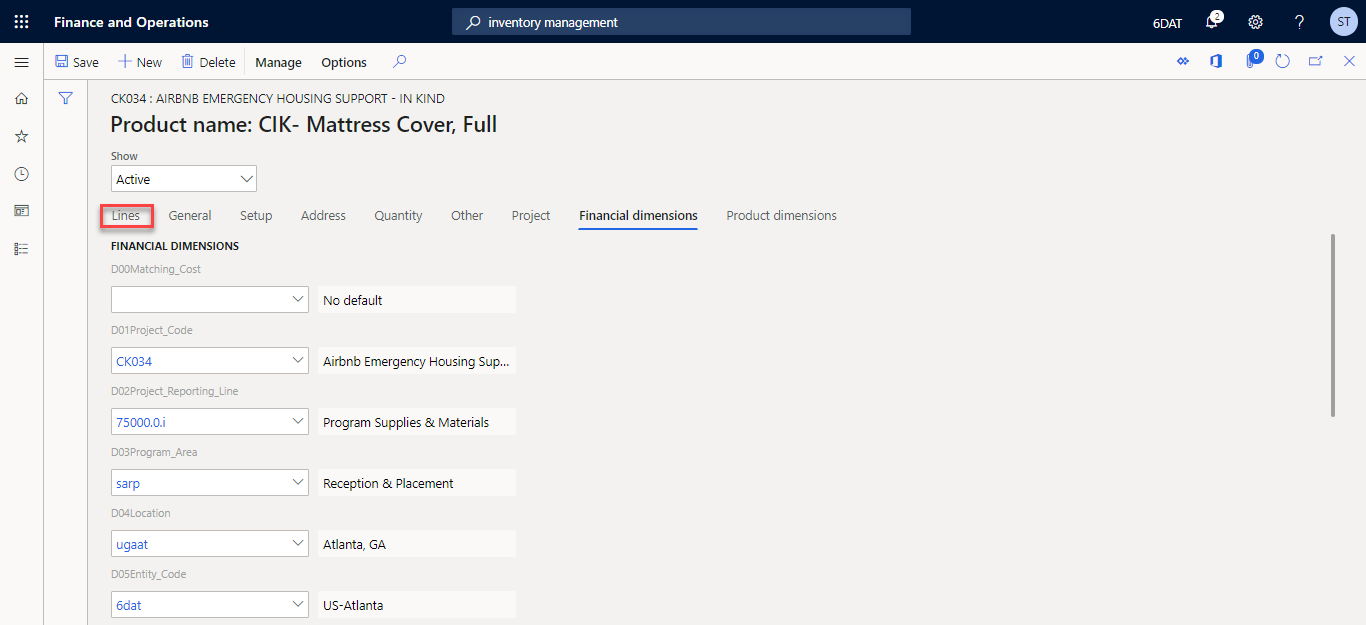 Finance and Operations
inventory management
6DAT
2
?
ST
Save
New
Delete
Manage
Options
0
CK034 : AIRBNB EMERGENCY HOUSING SUPPORT - IN KIND
Product name: CIK- Mattress Cover, Full
Show
Active
Lines General Setup Address Quantity Other Project Financial dimensions Product dimensions
FINANCIAL DIMENSIONS
D00Matching_Cost
No default
D01Project_Code
CK034 Airbnb Emergency Housing Sup...
D02Project_Reporting_Line
75000.0.i Program Supplies & Materials
D03Program_Area
sarp Reception & Placement
D04Location
ugaat Atlanta, GA
D05Entity_Code
6dat US-Atlanta